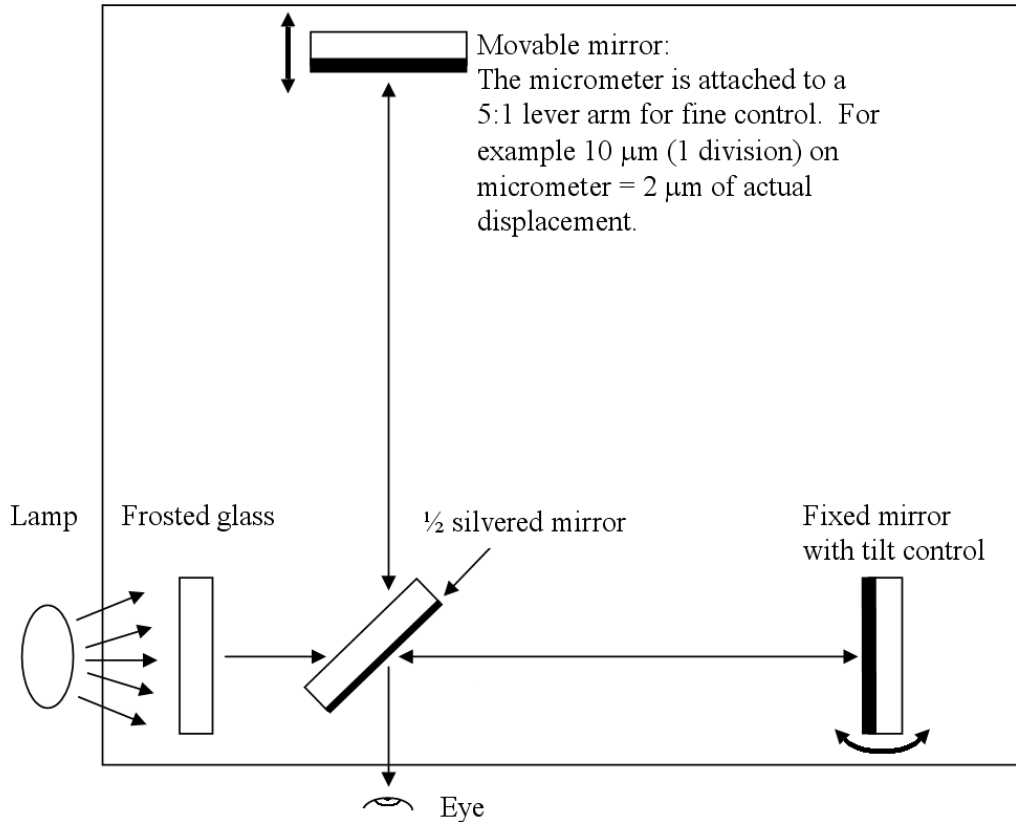 Movable mirror:
The micrometer is attached to a
5:1 lever arm for fine control.  For
example 10 μm (1 division) on
micrometer = 2 μm of actual
displacement.
Lamp
Frosted glass
½ silvered mirror
Fixed mirror
with tilt control
Eye